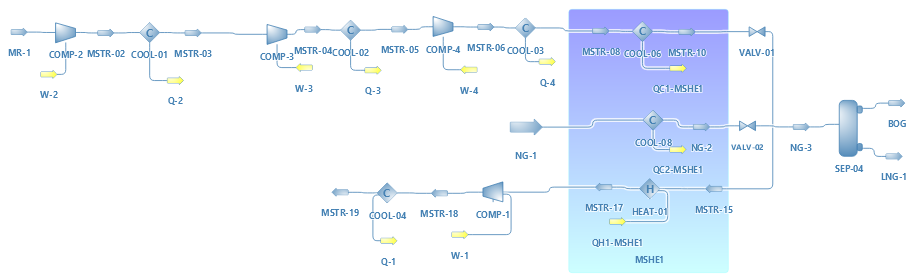 MR-1
COMP-2
MSTR-02
C
COOL-01
MSTR-03
W-2
Q-2
COMP-3
MSTR-04
C
COOL-02
MSTR-05
COMP-4
MSTR-06
C
COOL-03
W-3
Q-3
W-4
Q-4
MSTR-08
C
COOL-06
MSTR-10
VALV-01
QC1-MSHE1
NG-1
C
COOL-08
NG-2
VALV-02
NG-3
QC2-MSHE1
SEP-04
BOG
LNG-1
MSTR-19
C
COOL-04
MSTR-18
COMP-1
MSTR-17
H
HEAT-01
MSTR-15
Q-1
W-1
QH1-MSHE1
MSHE1